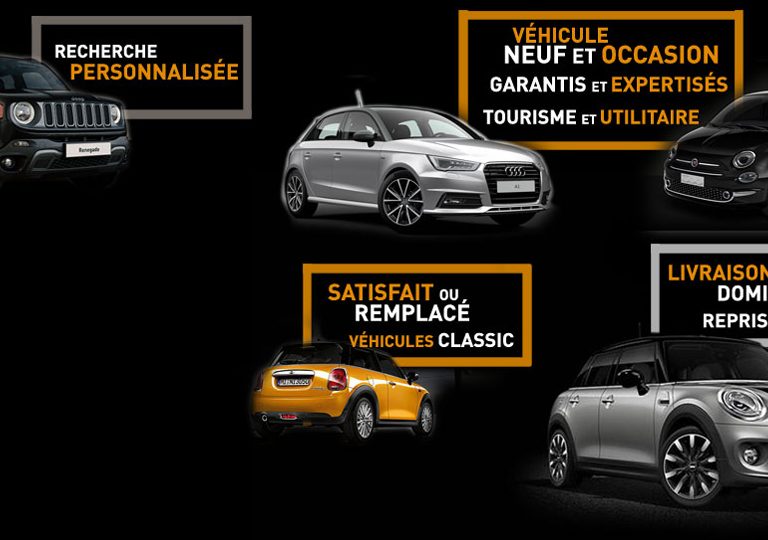 RECHERCHE
PERSONNALISÉE
VÉHICULE
NEUF ET OCCASION
GARANTIS ET EXPERTISÉS
TOURISME ET UTILITAIRE
Renegade
A1
SATISFAIT OU
REMPLACÉ
VÉHICULES CLASSIC
LIVRAISON
DOMI
REPRIS